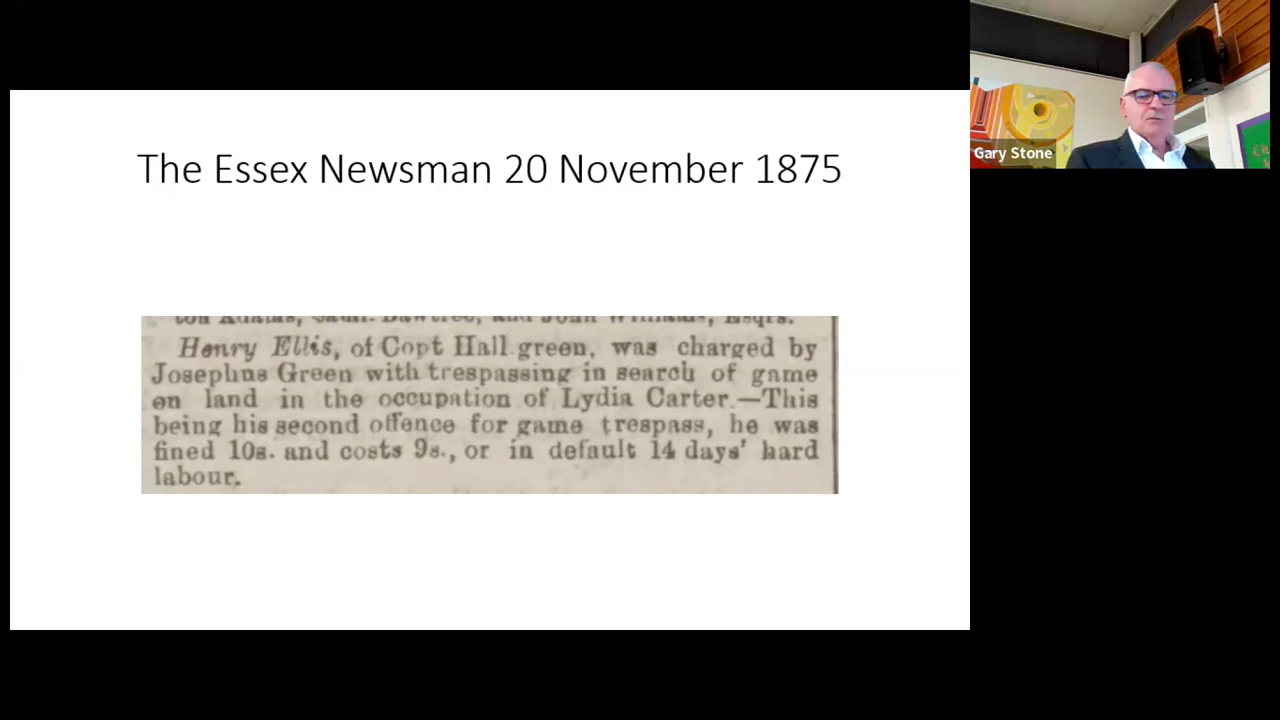 The Essex Newsman 20 November 1875
Henry Ellis, of Copt Hall green, was charged by
Josephus Green with trespassing in search of game
on land in the occupation of Lydia Carter.—This
being his second offence for game trespass, he was
fined 10s. and costs 9s., or in default 14 days' hard
labour.
Gary Stone